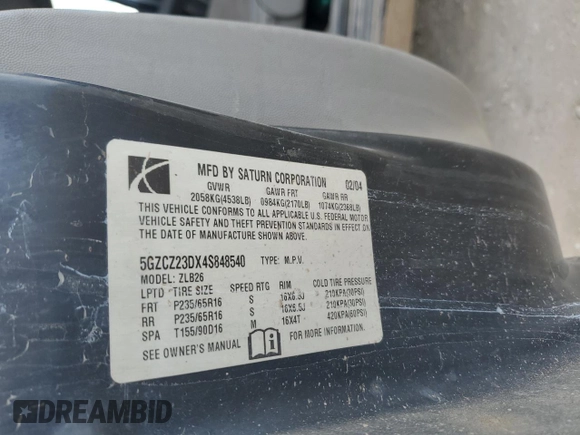 MFD BY SATURN CORPORATION 02/04
GVWR GAWR FRT GAWR RR
2058KG(4538LB) 0984KG(2170LB) 1074KG(2368LB)
THIS VEHICLE CONFORMS TO ALL APPLICABLE U.S. FEDERAL MOTOR
VEHICLE SAFETY AND THEFT PREVENTION STANDARDS IN EFFECT ON
THE DATE OF MANUFACTURE SHOWN ABOVE.
5GZCZ23DX4S848540 TYPE: M.P.V.
MODEL: ZLB26
LPTD TIRE SIZE SPEED RTG RIM COLD TIRE PRESSURE
FRT P235/65R16 S 16X6.5J 210KPA(30PSI)
RR P235/65R16 S 16X6.5J 210KPA(30PSI)
SPA T155/90D16 M 16X4T 420KPA(60PSI)
SEE OWNER'S MANUAL FOR MORE INFORMATION.
DREAMBID